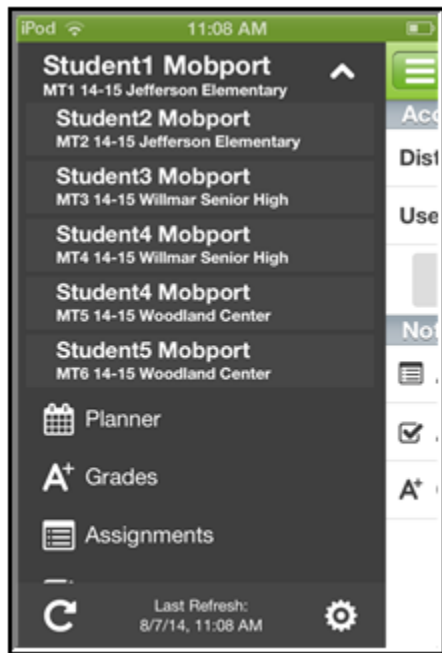 iPod 11:08 AM
Student1 Mobport
MT1 14-15 Jefferson Elementary
Student2 Mobport
MT2 14-15 Jefferson Elementary
Student3 Mobport
MT3 14-15 Willmar Senior High
Student4 Mobport
MT4 14-15 Willmar Senior High
Student4 Mobport
MT5 14-15 Woodland Center
Student5 Mobport
MT6 14-15 Woodland Center
Planner
A+ Grades
Assignments
Last Refresh:
8/7/14, 11:08 AM
Acc
Dist
Use
Not
A+